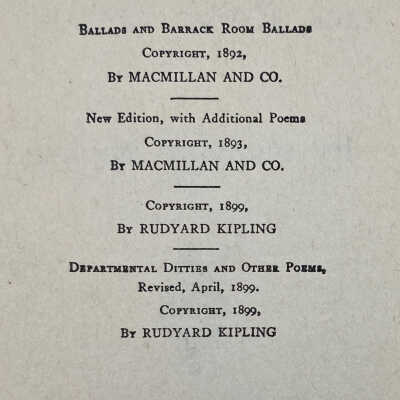 Ballads and Barrack Room Ballads
Copyright, 1892,
By MACMILLAN AND CO.
New Edition, with Additional Poems
Copyright, 1893,
By MACMILLAN AND CO.
Copyright, 1899,
By RUDYARD KIPLING
Departmental Ditties and Other Poems,
Revised, April, 1899.
Copyright, 1899,
By RUDYARD KIPLING